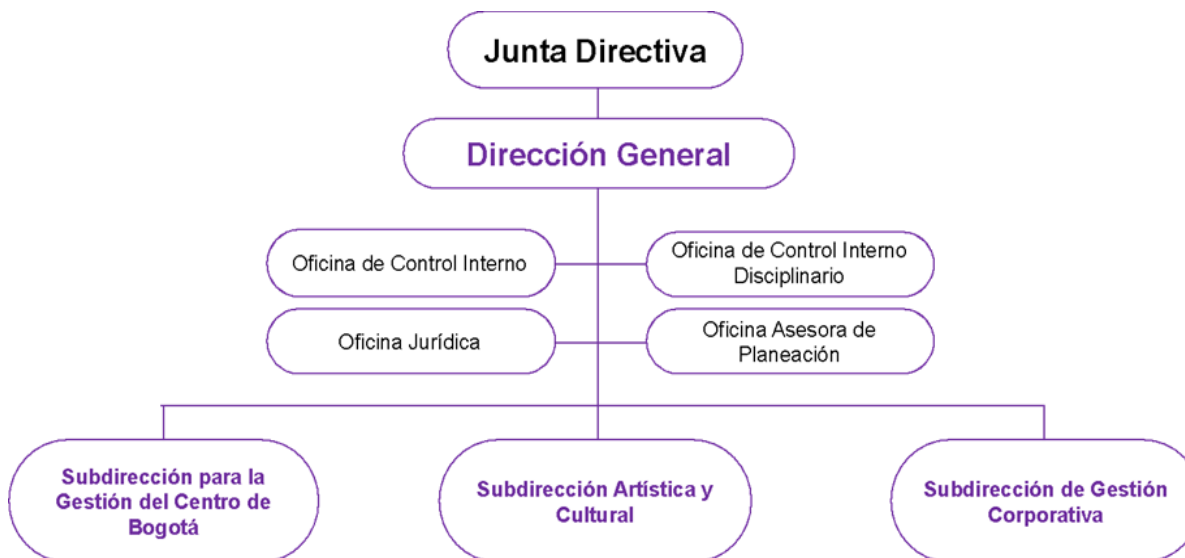 Junta Directiva
Dirección General
Oficina de Control Interno
Oficina de Control Interno
Disciplinario
Oficina Jurídica
Oficina Asesora de
Planeación
Subdirección para la
Gestión del Centro de
Bogotá
Subdirección Artística y
Cultural
Subdirección de Gestión
Corporativa